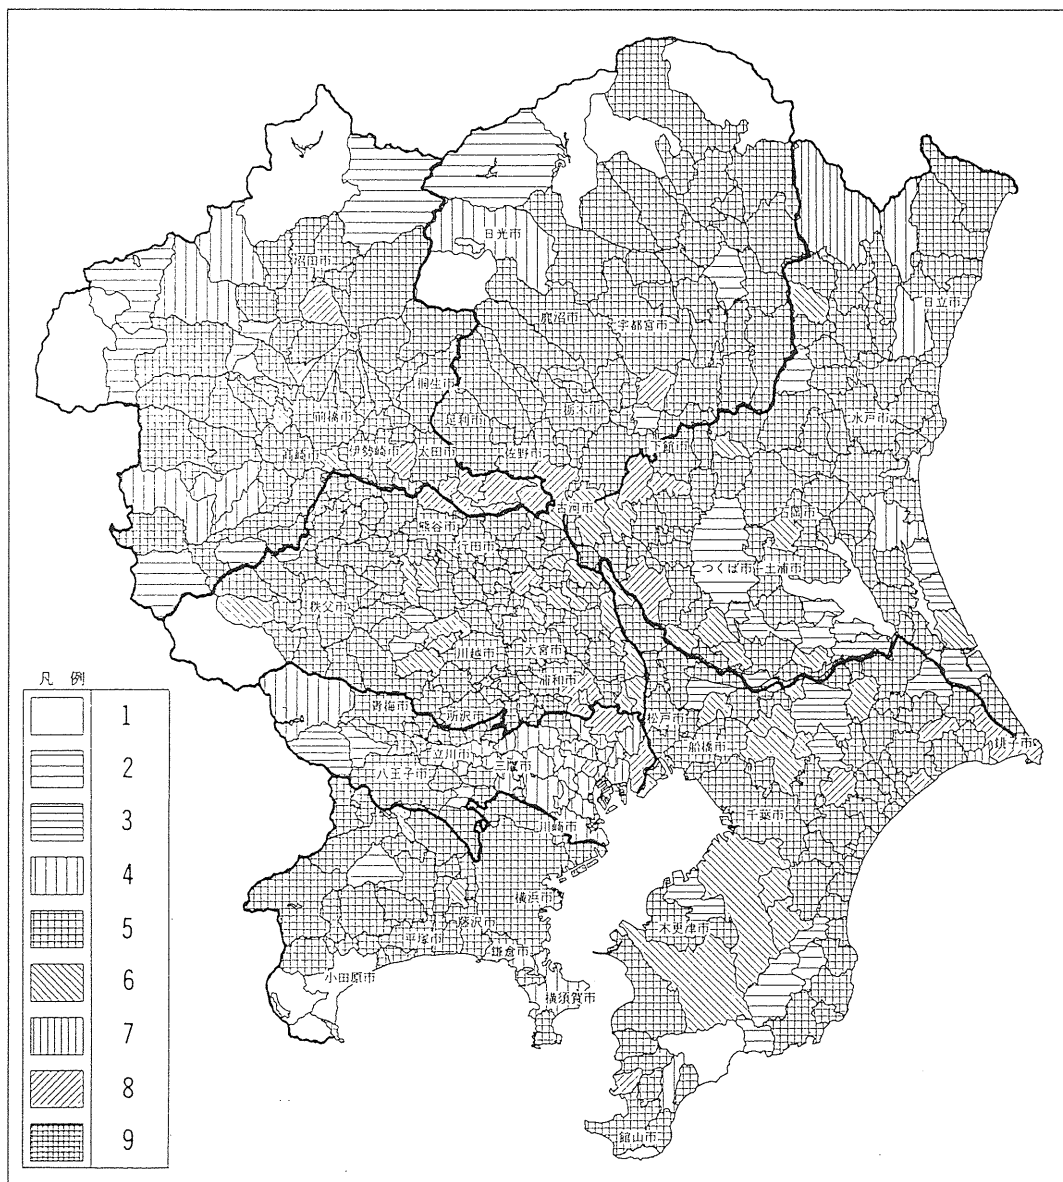 日光市
沼田市
日立市
鹿沼市
宇都宮市
桐生市
前橋市
足利市
栃木市
水戸市
高崎市
伊勢崎市
太田市
佐野市
下館市
古河市
石岡市
熊谷市
行田市
つくば市
土浦市
秩父市
川越市
大宮市
浦和市
凡 例
1
2
3
4
5
6
7
8
9
青梅市
所沢市
松戸市
船橋市
銚子市
立川市
三鷹市
八王子市
千葉市
川崎市
横浜市
藤沢市
木更津市
平塚市
鎌倉市
小田原市
横須賀市
館山市